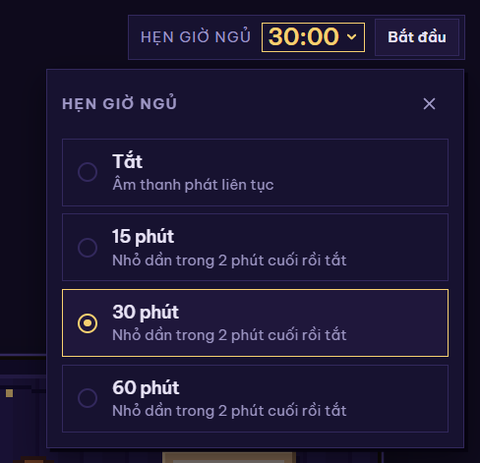 HẸN GIỜ NGỦ 30:00 Bắt đầu
HẸN GIỜ NGỦ
Tắt
Âm thanh phát liên tục
15 phút
Nhỏ dần trong 2 phút cuối rồi tắt
30 phút
Nhỏ dần trong 2 phút cuối rồi tắt
60 phút
Nhỏ dần trong 2 phút cuối rồi tắt